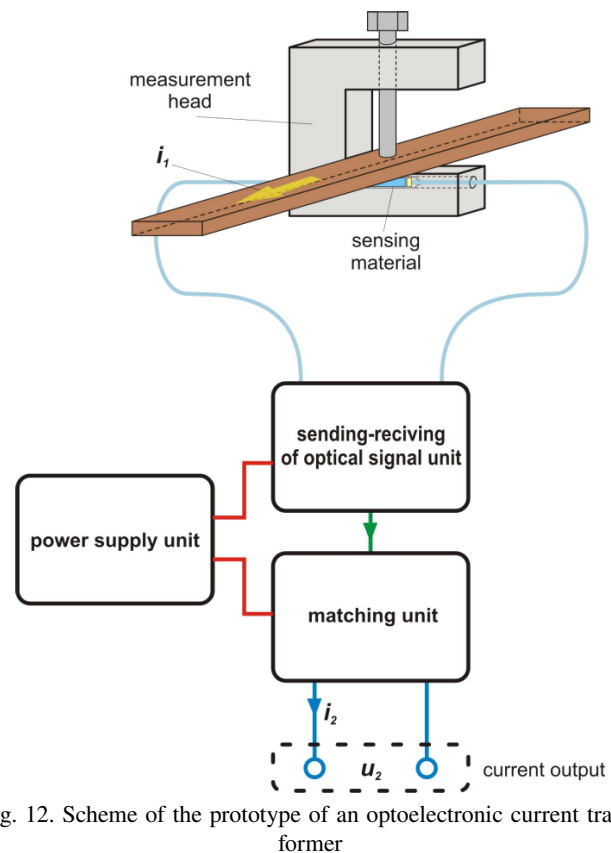 measurement
head
i1
sensing
material
sending-reciving
of optical signal unit
power supply unit
matching unit
i2
u2
current output
g. 12. Scheme of the prototype of an optoelectronic current tra
former